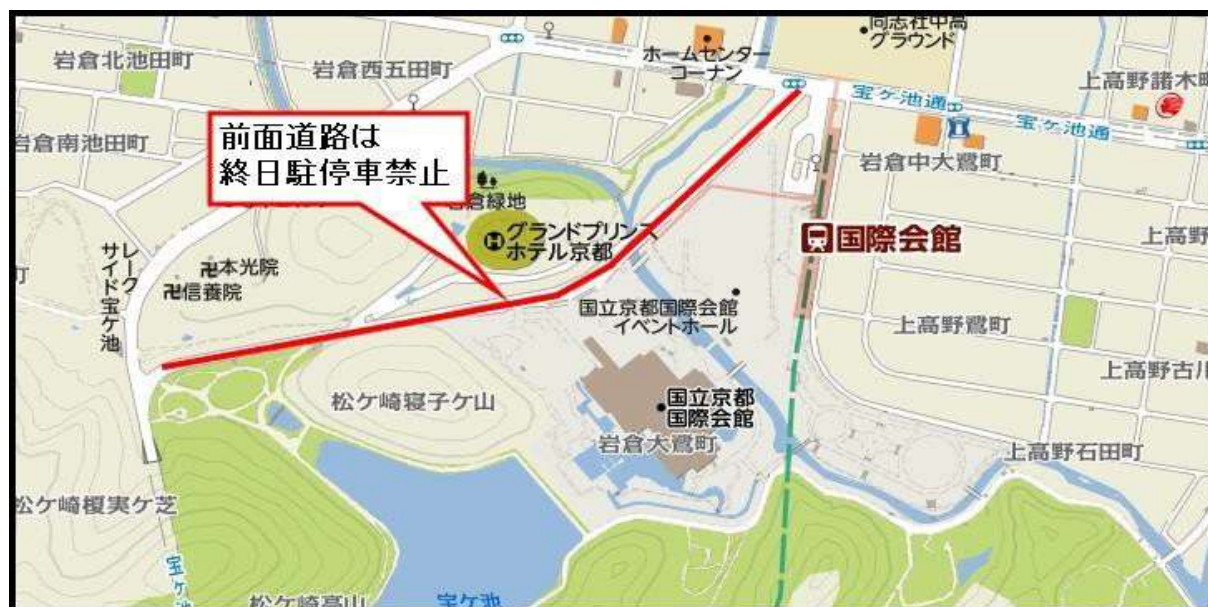 同志社中高
グラウンド
ホームセンター
コーナン
岩倉北池田町
岩倉西五田町
上高野諸木町
宝ヶ池通
宝ヶ池通
岩倉南池田町
前面道路は
終日駐停車禁止
岩倉中大鷺町
岩倉緑地
グランドプリンス
ホテル京都
国際会館
上高野
レーク
サイド宝ケ池
卍本光院
卍信養院
町
国立京都国際会館
イベントホール
上高野鷺町
上高野古川
松ケ崎寝子ケ山
国立京都
国際会館
岩倉大鷺町
上高野石田町
松ケ崎榎実ケ芝
宝ケ池
松ケ崎高山
宝ケ池